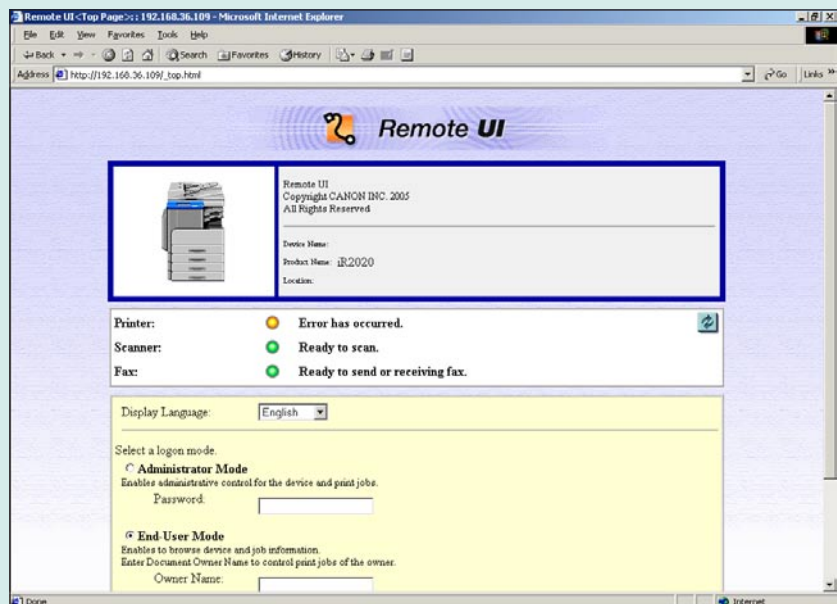 Remote UI<Top Page>: : 192.168.36.109 - Microsoft Internet Explorer
File Edit View Favorites Tools Help
Back Search Favorites History
Address http://192.168.36.109/_top.html Go Links »
Remote UI
Remote UI
Copyright CANON INC. 2005
All Rights Reserved
Device Name:
Product Name: iR2020
Location:
Printer: Error has occurred.
Scanner: Ready to scan.
Fax: Ready to send or receiving fax.
Display Language: English
Select a logon mode.
Administrator Mode
Enables administrative control for the device and print jobs.
Password:
End-User Mode
Enables to browse device and job information.
Enter Document Owner Name to control print jobs of the owner.
Owner Name:
Done Internet